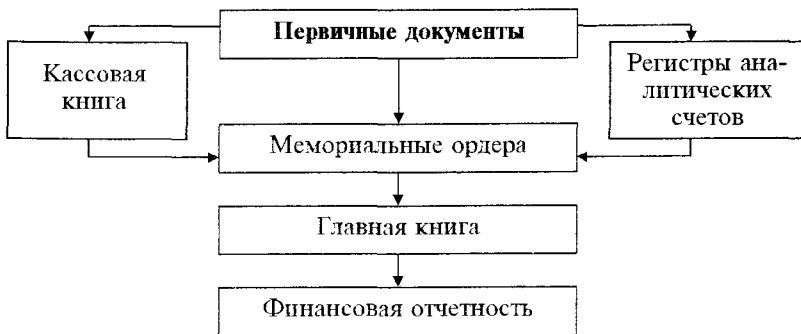 Первичные документы
Кассовая
книга
Регистры ана-
литических
счетов
Мемориальные ордера
Главная книга
Финансовая отчетность